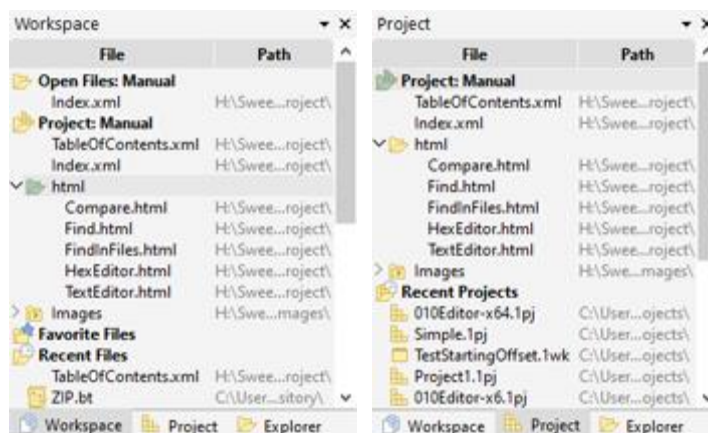 Workspace
File Path
Open Files: Manual
Index.xml H:\Swee...roject\
Project: Manual
TableOfContents.xml H:\Swee...roject\
Index.xml H:\Swee...roject\
html
Compare.html H:\Swee...roject\
Find.html H:\Swee...roject\
FindInFiles.html H:\Swee...roject\
HexEditor.html H:\Swee...roject\
TextEditor.html H:\Swee...roject\
Images H:\Swe...mages\
Favorite Files
Recent Files
TableOfContents.xml H:\Swee...roject\
ZIP.bt C:\User...sitory\
Workspace Project Explorer
Project
File Path
Project: Manual
TableOfContents.xml H:\Swee...roject\
Index.xml H:\Swee...roject\
html
Compare.html H:\Swee...roject\
Find.html H:\Swee...roject\
FindInFiles.html H:\Swee...roject\
HexEditor.html H:\Swee...roject\
TextEditor.html H:\Swee...roject\
Images H:\Swe...mages\
Recent Projects
010Editor-x64.1pj C:\User...ojects\
Simple.1pj C:\User...ojects\
TestStartingOffset.1wk C:\User...ojects\
Project1.1pj C:\User...ojects\
010Editor-x6.1pj C:\User...ojects\
Workspace Project Explorer